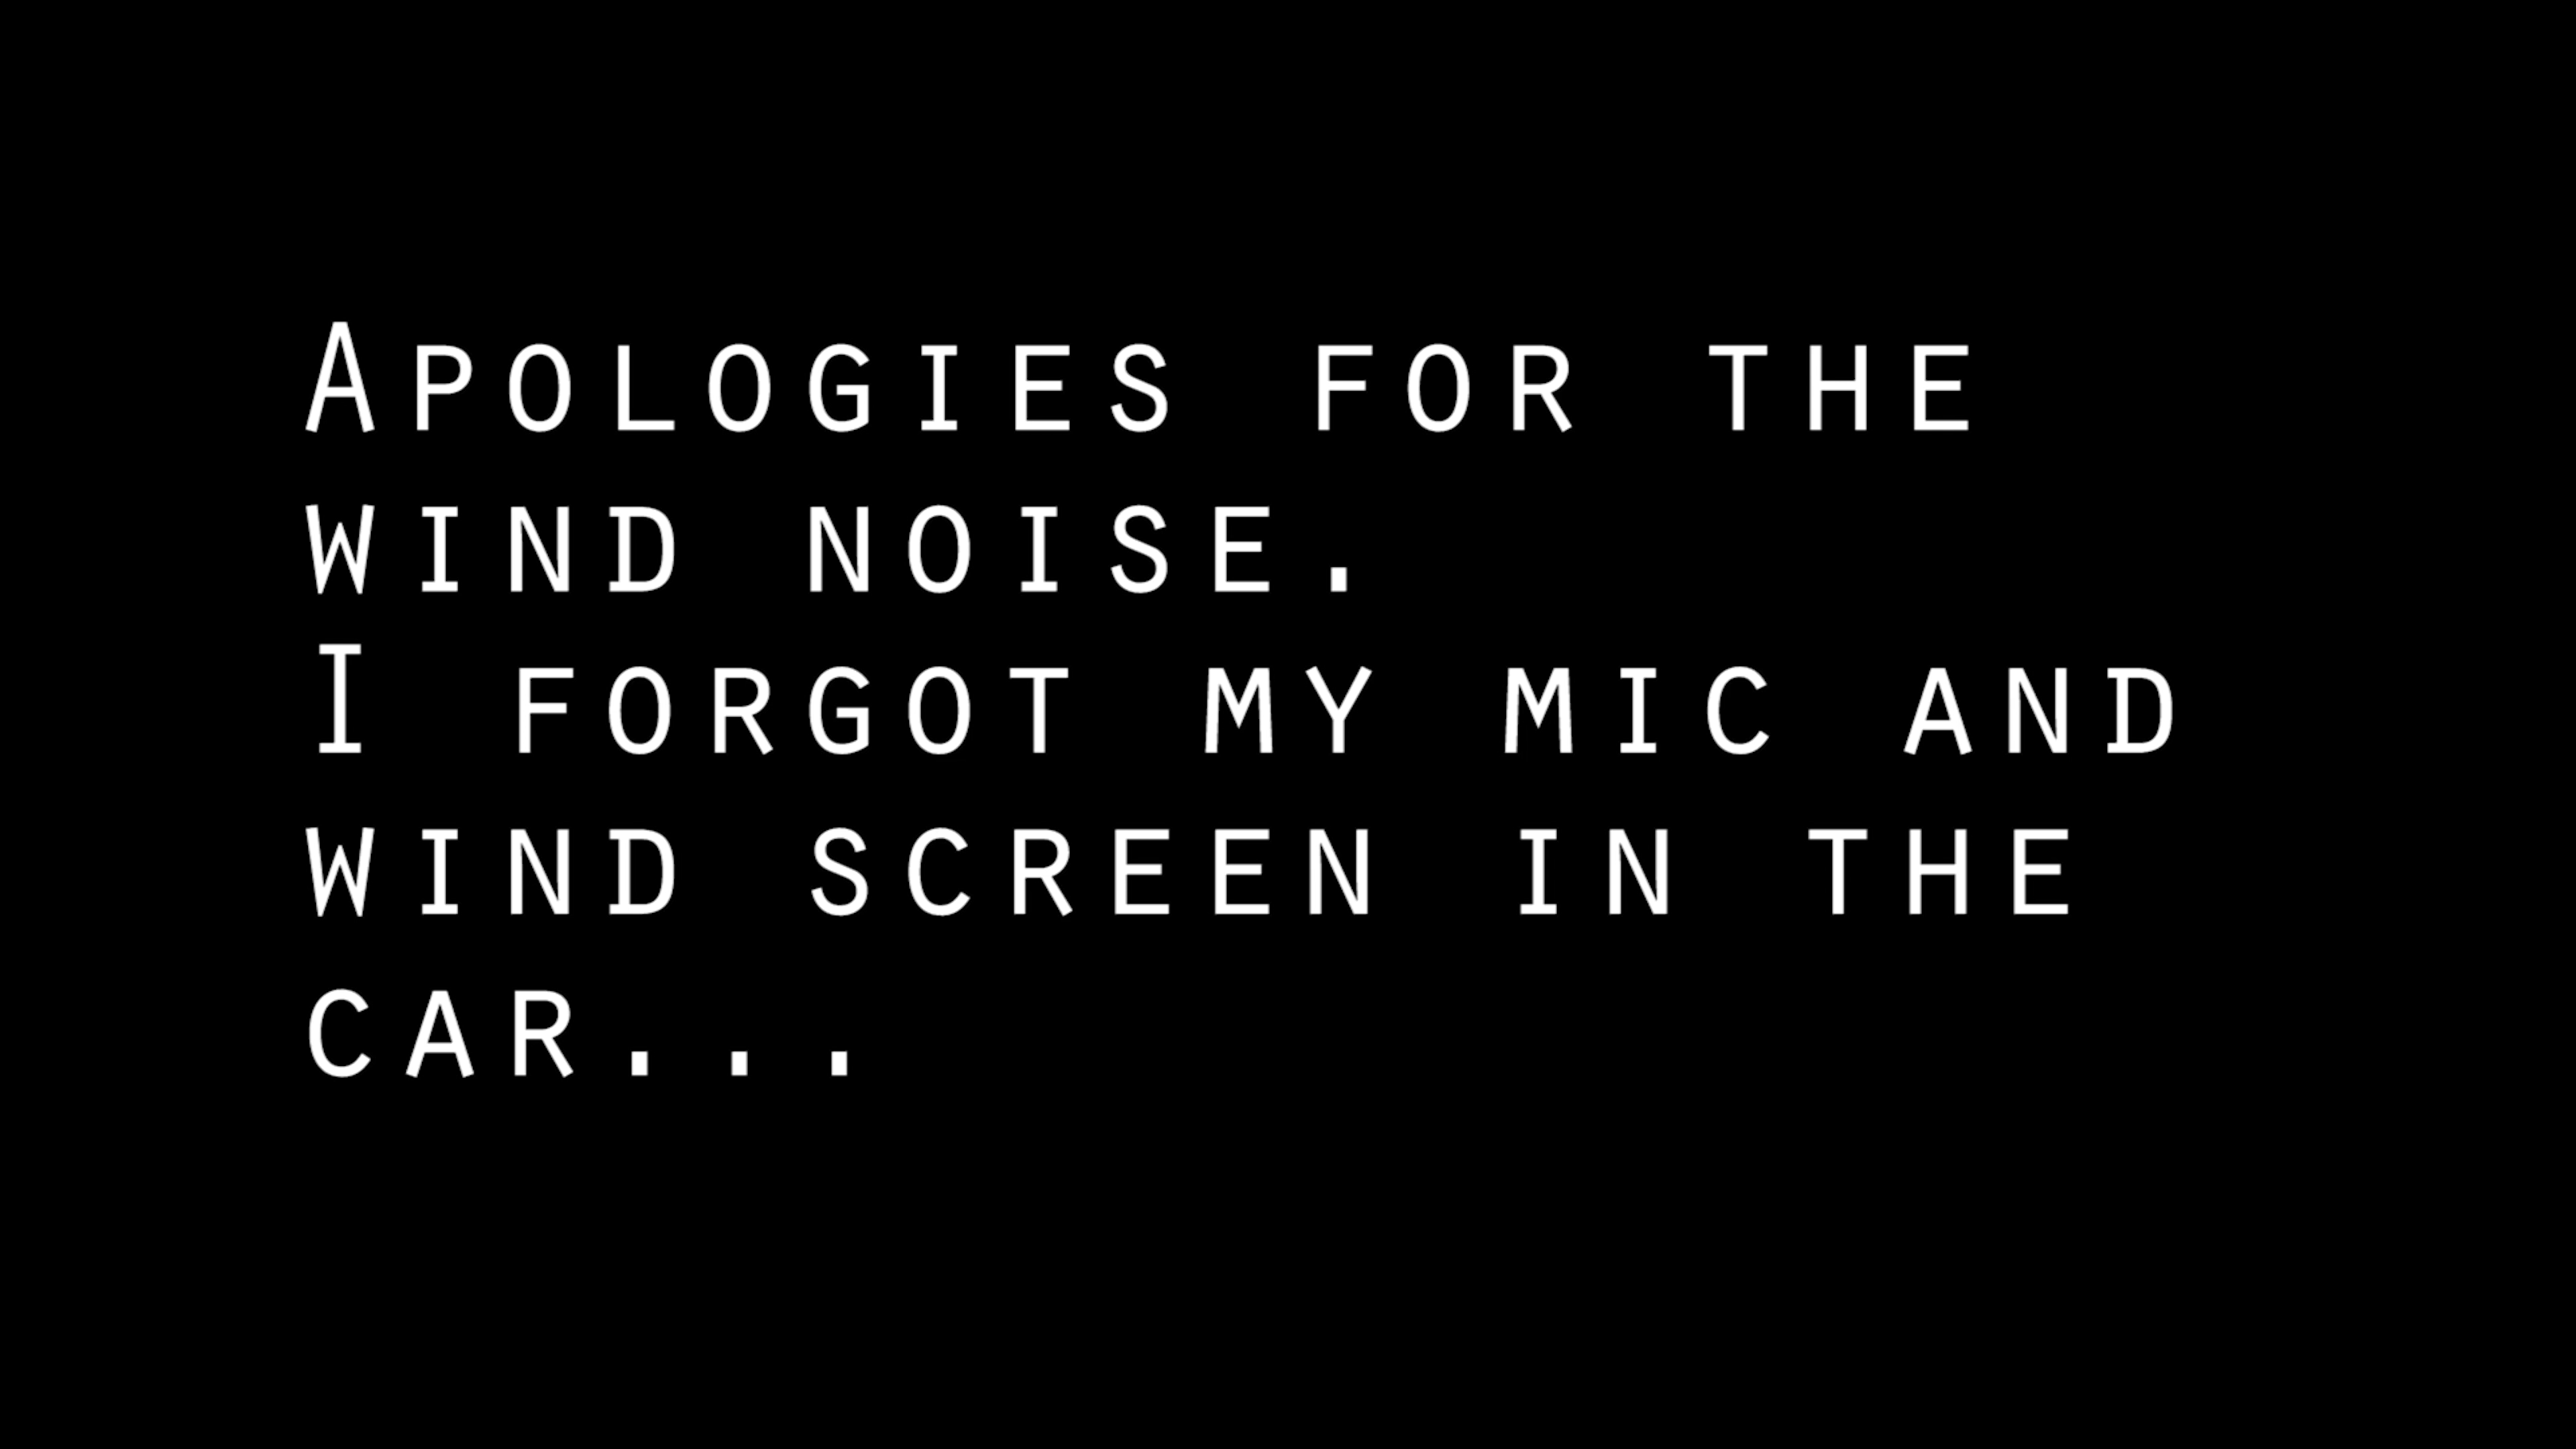 Apologies for the
wind noise.
I forgot my mic and
wind screen in the
car...